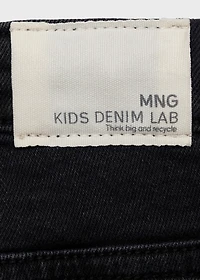 MNG
KIDS DENIM LAB
Think big and recycle